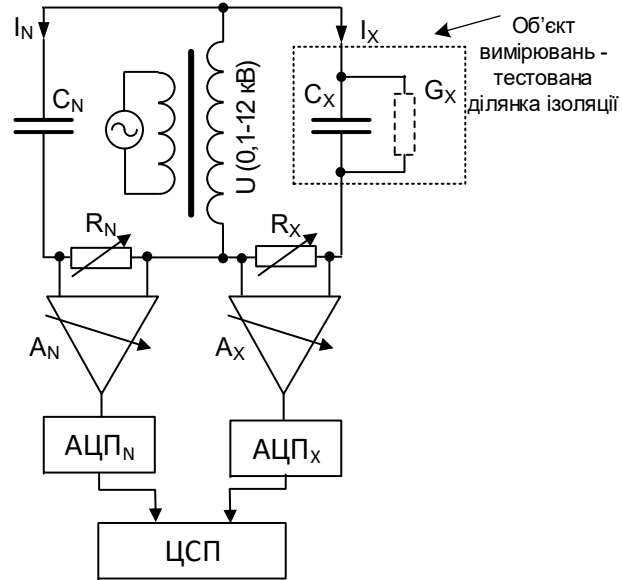 I_N
I_X
Об’єкт
вимірювань -
тестована
ділянка ізоляції
C_N
U (0,1-12 кВ)
C_X
G_X
R_N
R_X
A_N
A_X
АЦП_N
АЦП_X
ЦСП